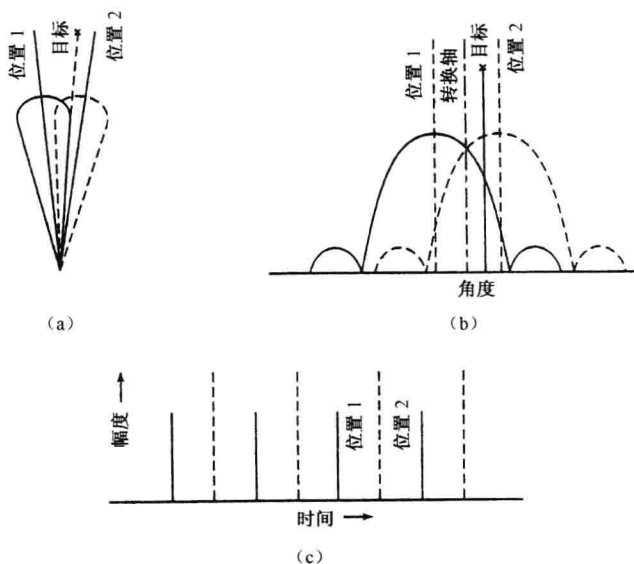 位置 1
目标
位置 2
(a)
位置 1
转换轴
目标
位置 2
角度
(b)
幅度
位置 1
位置 2
时间
(c)